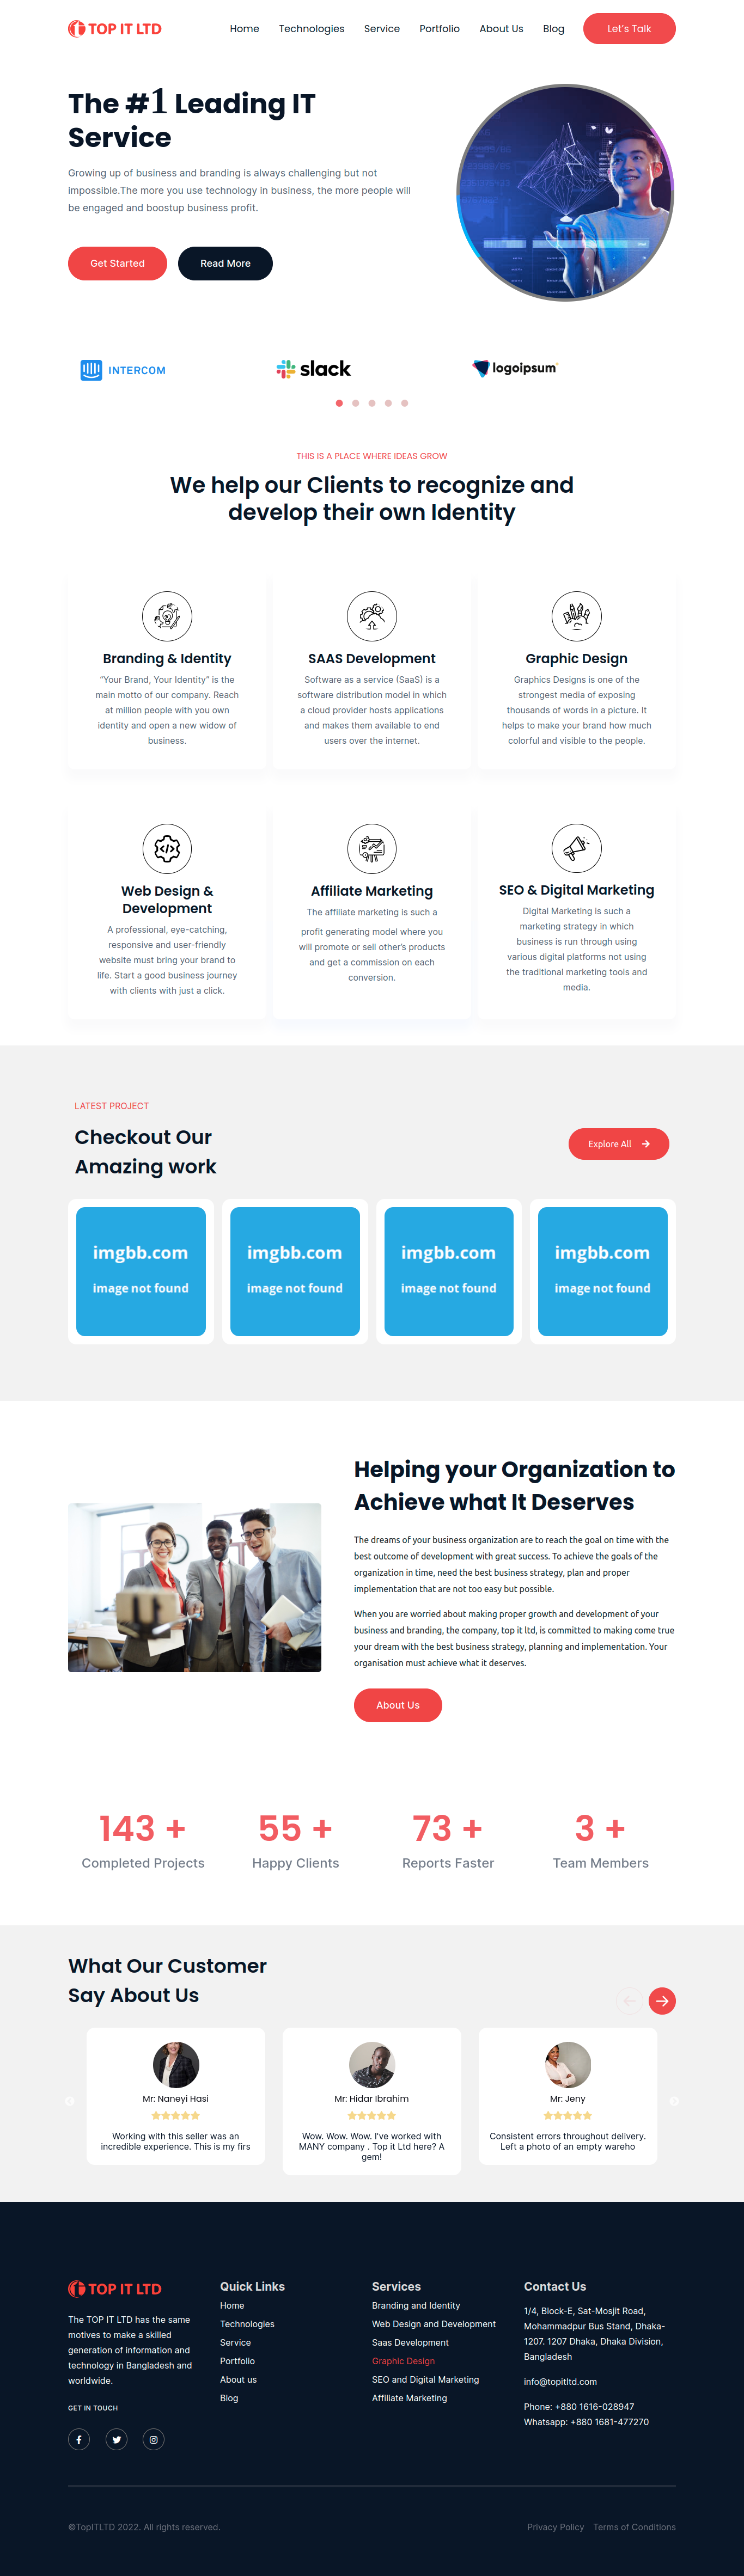 TOP IT LTD
Home Technologies Service Portfolio About Us Blog Let's Talk
The #1 Leading IT
Service
Growing up of business and branding is always challenging but not
impossible.The more you use technology in business, the more people will
be engaged and boostup business profit.
Get Started Read More
INTERCOM
slack
logoipsum
THIS IS A PLACE WHERE IDEAS GROW
We help our Clients to recognize and
develop their own Identity
Branding & Identity
"Your Brand, Your Identity" is the
main motto of our company. Reach
at million people with you own
identity and open a new widow of
business.
SAAS Development
Software as a service (SaaS) is a
software distribution model in which
a cloud provider hosts applications
and makes them available to end
users over the internet.
Graphic Design
Graphics Designs is one of the
strongest media of exposing
thousands of words in a picture. It
helps to make your brand how much
colorful and visible to the people.
Web Design &
Development
A professional, eye-catching,
responsive and user-friendly
website must bring your brand to
life. Start a good business journey
with clients with just a click.
Affiliate Marketing
The affiliate marketing is such a
profit generating model where you
will promote or sell other's products
and get a commission on each
conversion.
SEO & Digital Marketing
Digital Marketing is such a
marketing strategy in which
business is run through using
various digital platforms not using
the traditional marketing tools and
media.
LATEST PROJECT
Checkout Our
Amazing work
Explore All
imgbb.com
image not found
imgbb.com
image not found
imgbb.com
image not found
imgbb.com
image not found
Helping your Organization to
Achieve what It Deserves
The dreams of your business organization are to reach the goal on time with the
best outcome of development with great success. To achieve the goals of the
organization in time, need the best business strategy, plan and proper
implementation that are not too easy but possible.
When you are worried about making proper growth and development of your
business and branding, the company, top it ltd, is committed to making come true
your dream with the best business strategy, planning and implementation. Your
organisation must achieve what it deserves.
About Us
143 +
Completed Projects
55 +
Happy Clients
73 +
Reports Faster
3 +
Team Members
What Our Customer
Say About Us
Mr: Naneyi Hasi
Working with this seller was an
incredible experience. This is my firs
Mr: Hidar Ibrahim
Wow. Wow. Wow. I've worked with
MANY company . Top it Ltd here? A
gem!
Mr: Jeny
Consistent errors throughout delivery.
Left a photo of an empty wareho
TOP IT LTD
The TOP IT LTD has the same
motives to make a skilled
generation of information and
technology in Bangladesh and
worldwide.
GET IN TOUCH
Quick Links
Home
Technologies
Service
Portfolio
About us
Blog
Services
Branding and Identity
Web Design and Development
Saas Development
Graphic Design
SEO and Digital Marketing
Affiliate Marketing
Contact Us
1/4, Block-E, Sat-Mosjit Road,
Mohammadpur Bus Stand, Dhaka-
1207. 1207 Dhaka, Dhaka Division,
Bangladesh
info@topitltd.com
Phone: +880 1616-028947
Whatsapp: +880 1681-477270
©TopITLTD 2022. All rights reserved.
Privacy Policy Terms of Conditions